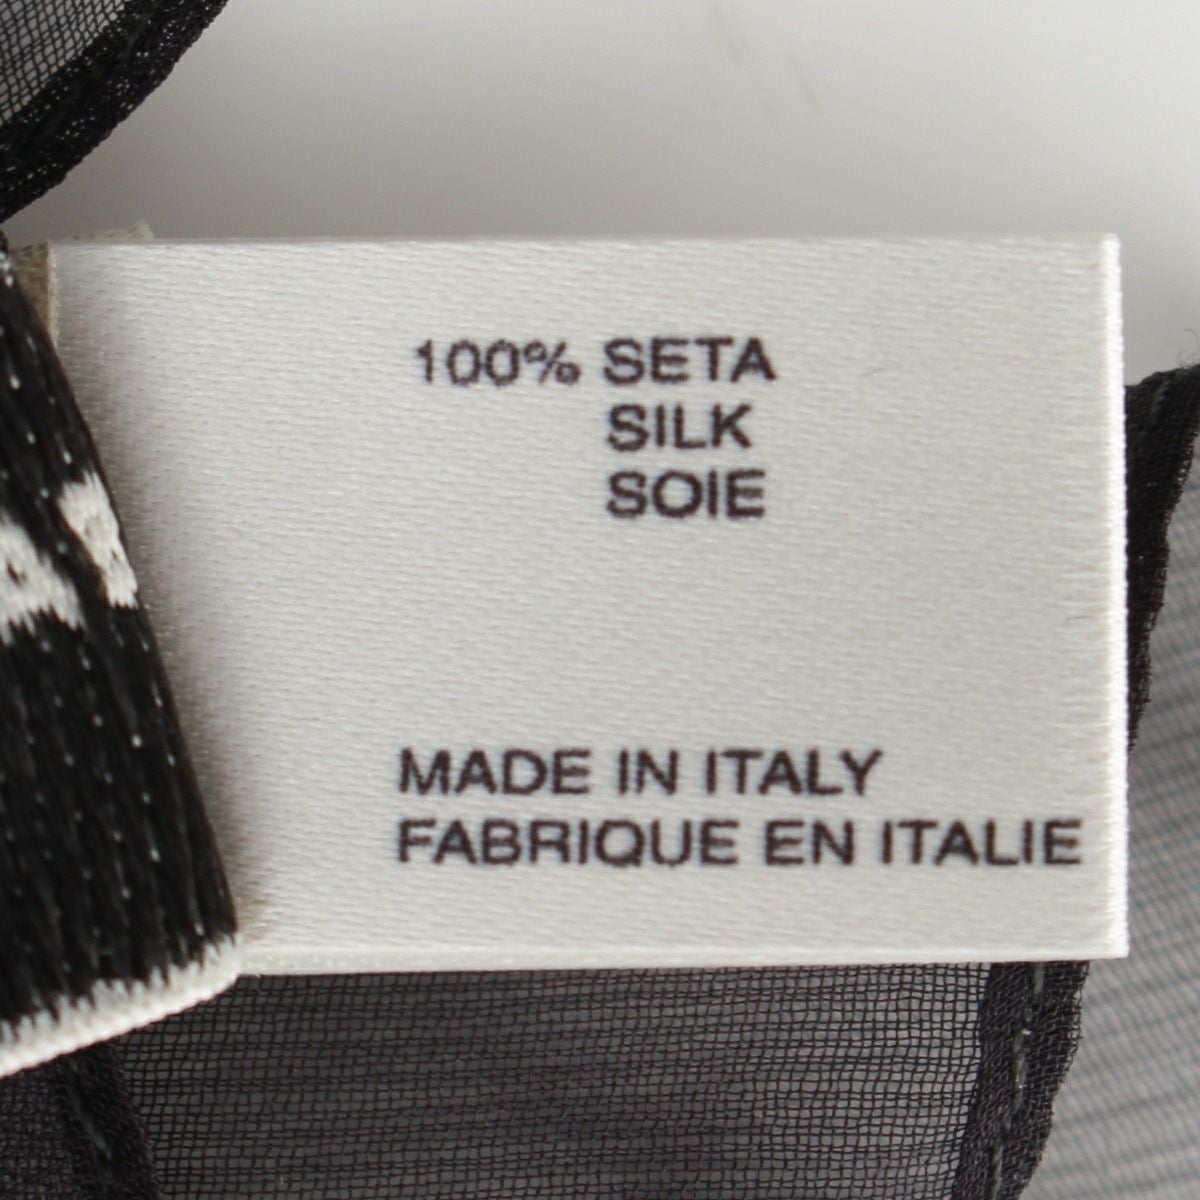 100% SETA
SILK
SOIE
MADE IN ITALY
FABRIQUE EN ITALIE